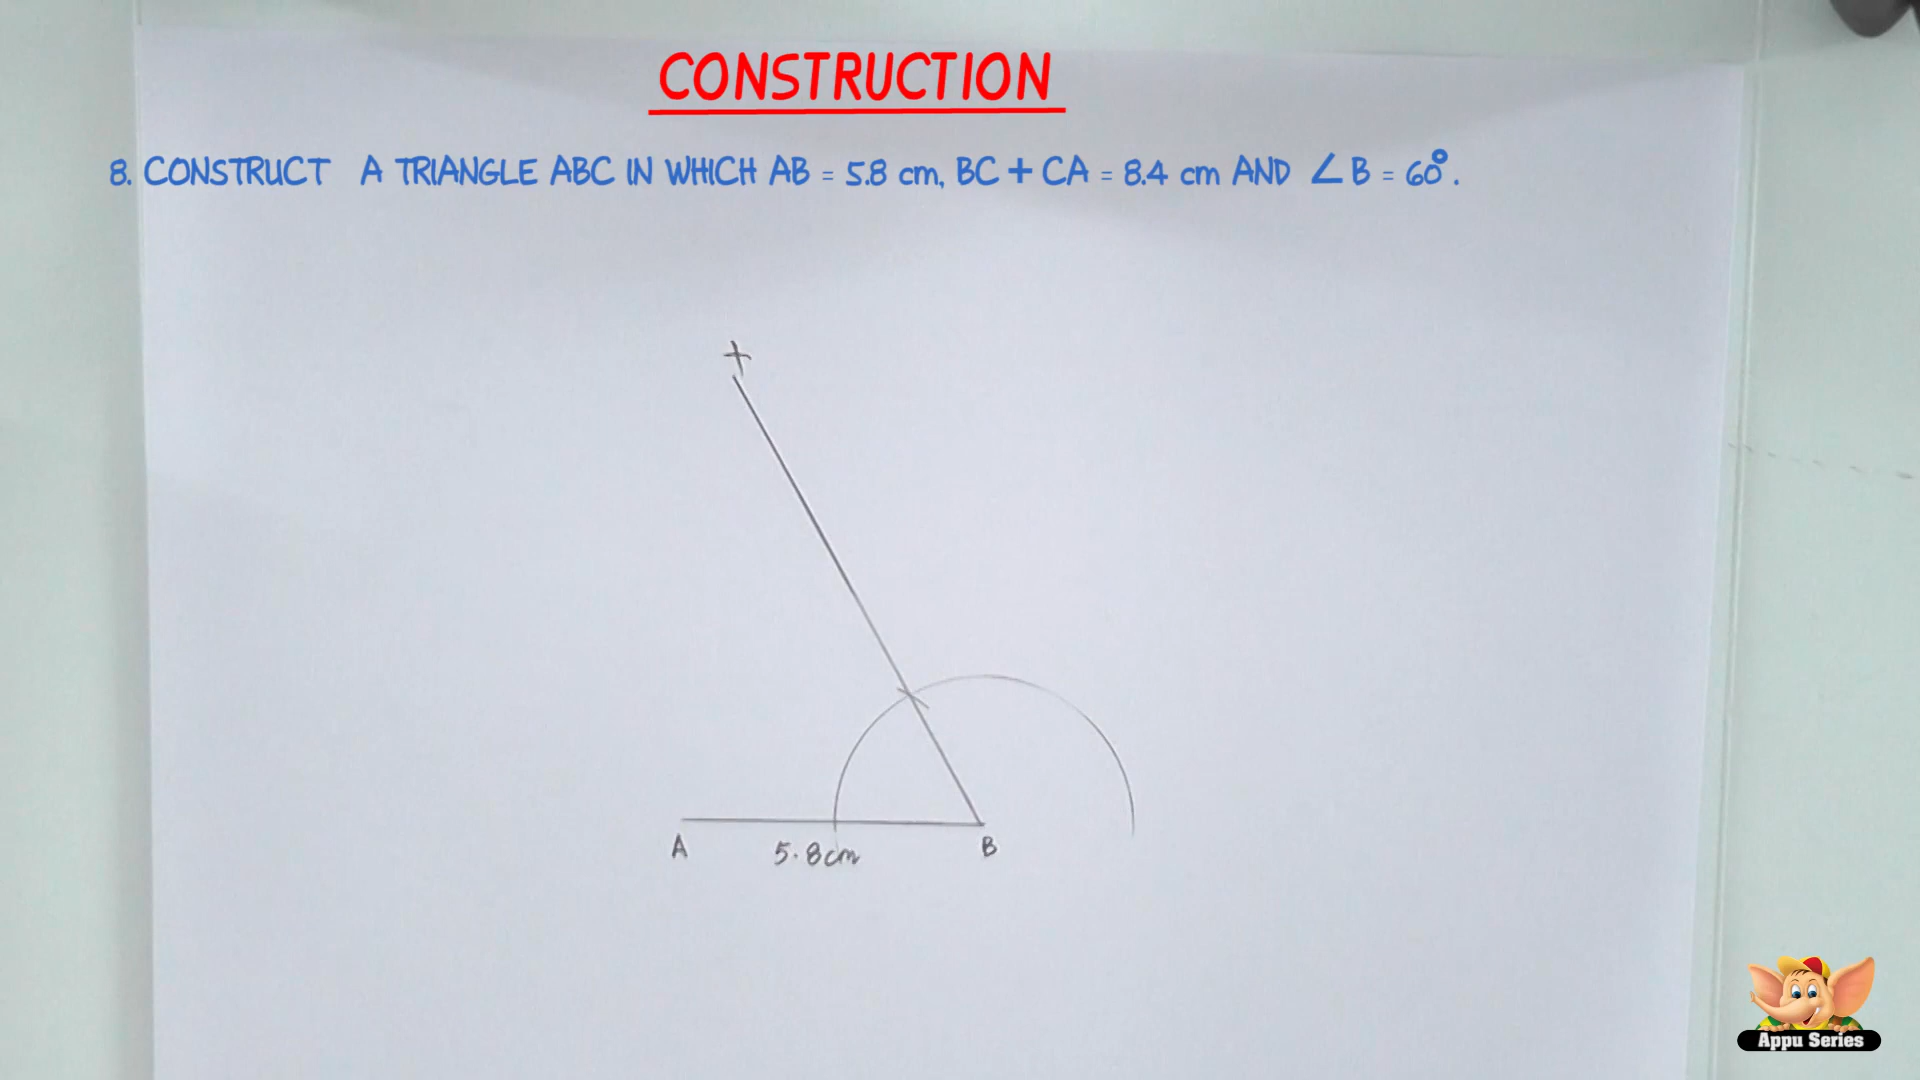 CONSTRUCTION
8. CONSTRUCT A TRIANGLE ABC IN WHICH AB = 5.8 cm, BC + CA = 8.4 cm AND ∠B = 60°.
A
B
5.8cm
Appu Series